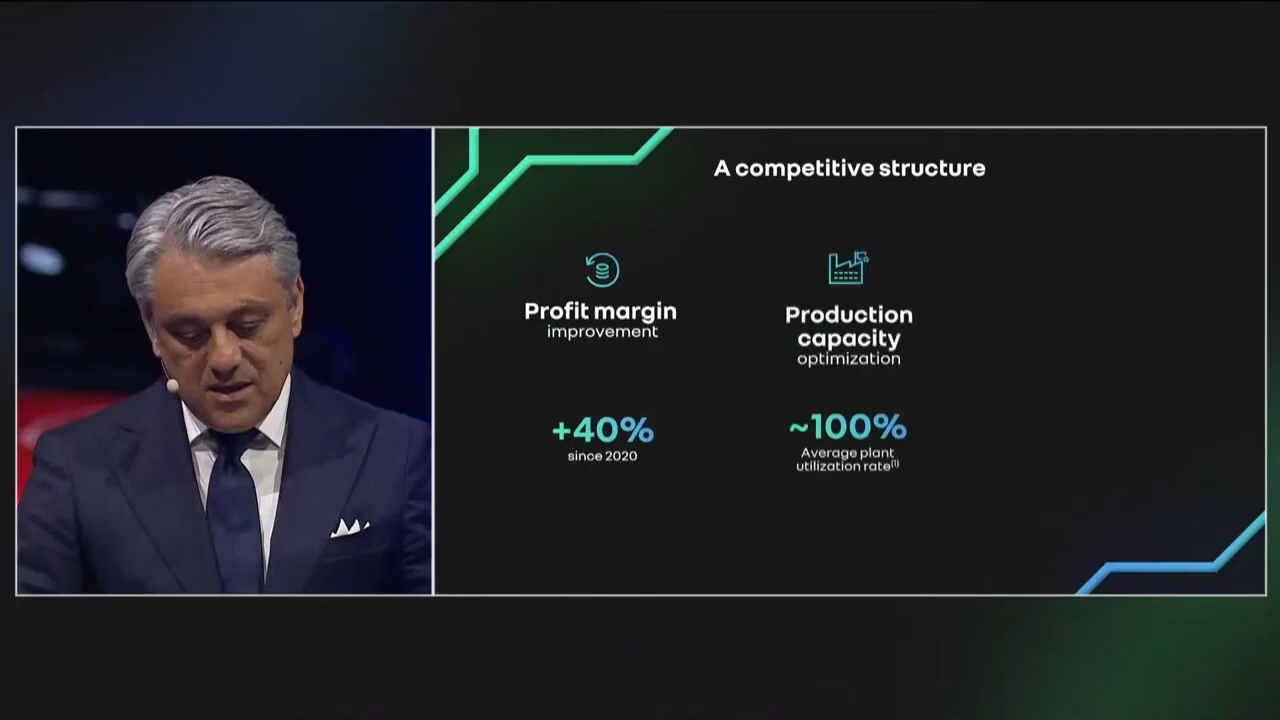 A competitive structure
Profit margin
improvement
+40%
since 2020
Production
capacity
optimization
~100%
Average plant
utilization rate(1)